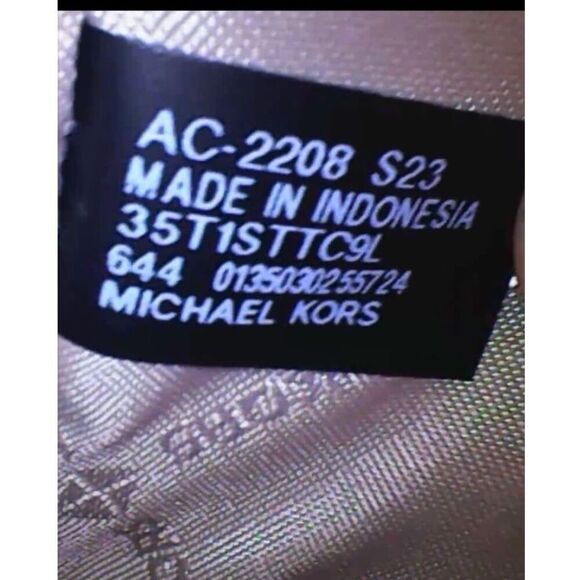 AC-2208 S23
MADE IN INDONESIA
35T1STTC9L
644 0135030255724
MICHAEL KORS